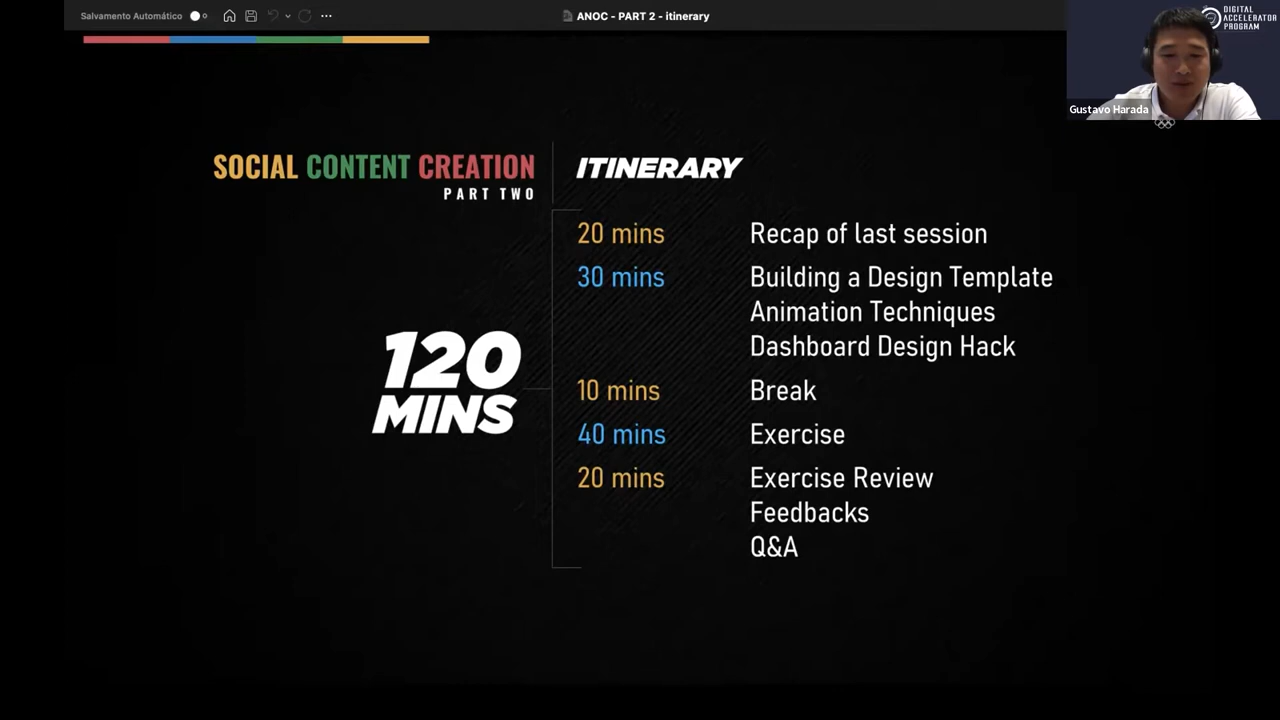 Salvamento Automático
ANOC - PART 2 - itinerary
DIGITAL
ACCELERATOR
PROGRAM
Gustavo Harada
SOCIAL CONTENT CREATION
PART TWO
ITINERARY
120
MINS
20 mins Recap of last session
30 mins Building a Design Template
Animation Techniques
Dashboard Design Hack
10 mins Break
40 mins Exercise
20 mins Exercise Review
Feedbacks
Q&A